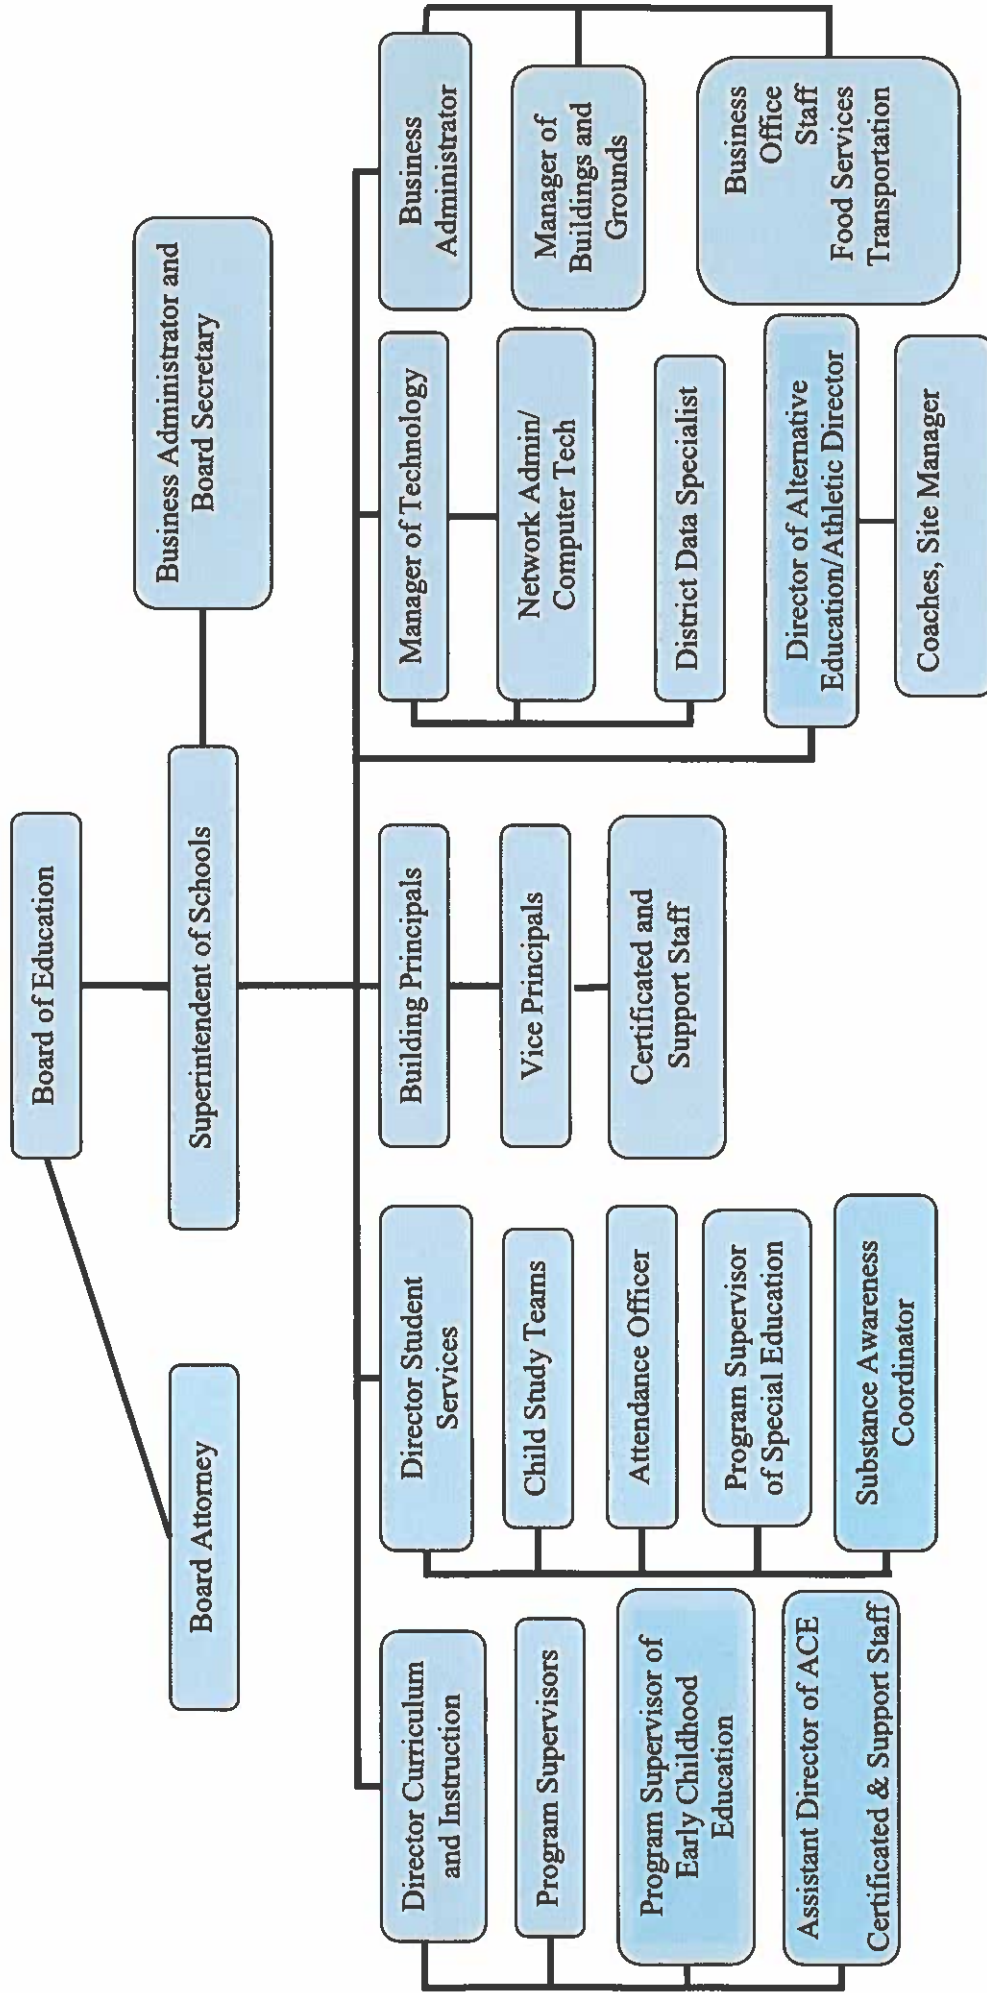 Board of Education
Board Attorney
Superintendent of Schools
Business Administrator and
Board Secretary
Director Curriculum
and Instruction
Program Supervisors
Program Supervisor of
Early Childhood
Education
Assistant Director of ACE
Certificated & Support Staff
Director Student
Services
Child Study Teams
Attendance Officer
Program Supervisor
of Special Education
Substance Awareness
Coordinator
Building Principals
Vice Principals
Certificated and
Support Staff
Manager of Technology
Network Admin/
Computer Tech
District Data Specialist
Director of Alternative
Education/Athletic Director
Coaches, Site Manager
Business
Administrator
Manager of
Buildings and
Grounds
Business
Office
Staff
Food Services
Transportation